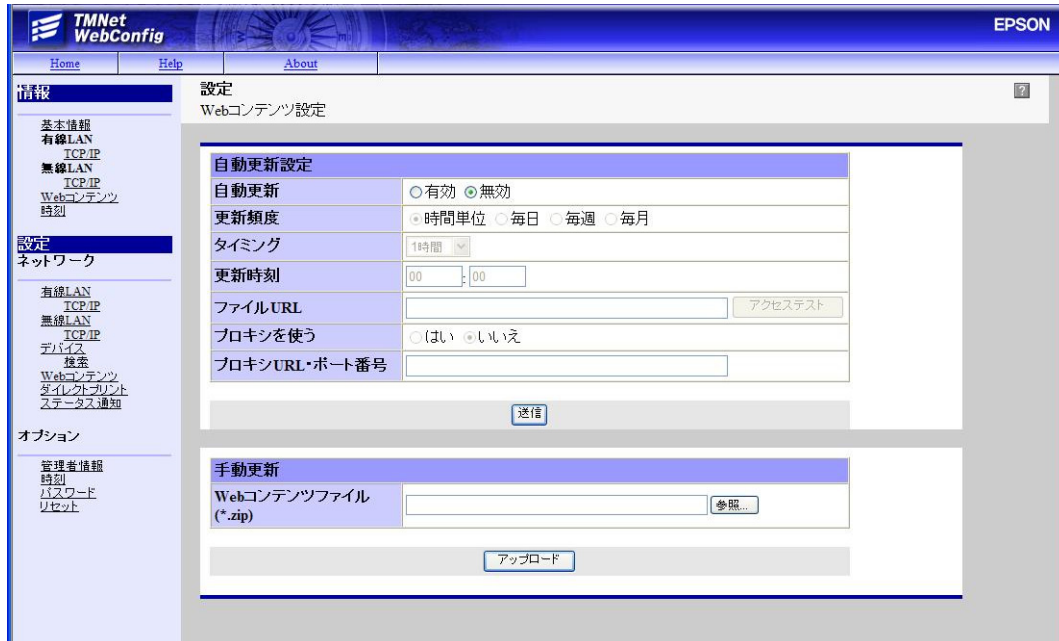 TMNet
WebConfig
EPSON
Home Help About
情報
基本情報
有線LAN
TCP/IP
無線LAN
TCP/IP
Webコンテンツ
時刻
設定
ネットワーク
有線LAN
TCP/IP
無線LAN
TCP/IP
デバイス
検索
Webコンテンツ
ダイレクトプリント
ステータス通知
オプション
管理者情報
時刻
パスワード
リセット
設定
Webコンテンツ設定
?
自動更新設定
自動更新 有効 無効
更新頻度 時間単位 毎日 毎週 毎月
タイミング 1時間
更新時刻 00 : 00
ファイルURL アクセステスト
プロキシを使う はい いいえ
プロキシURL・ポート番号
送信
手動更新
Webコンテンツファイル
(*.zip) 参照...
アップロード